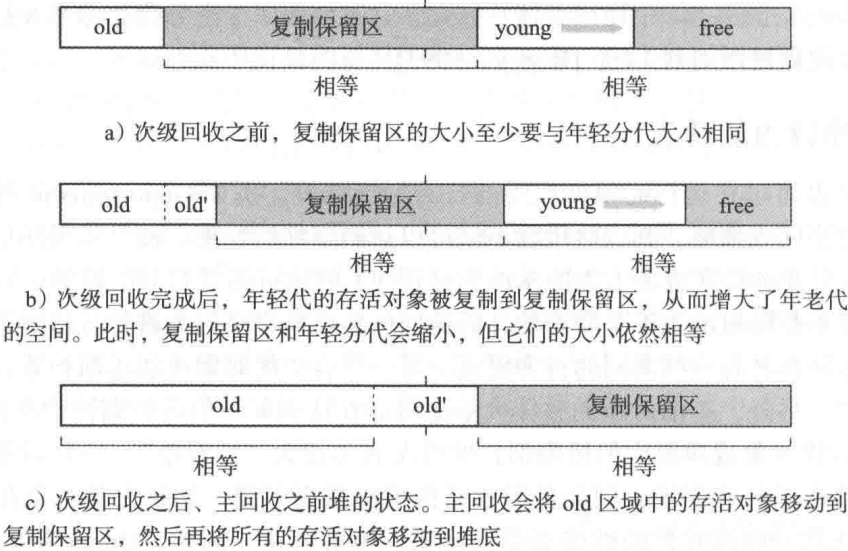 old 复制保留区 young free
相等 相等
a）次级回收之前，复制保留区的大小至少要与年轻分代大小相同
old old' 复制保留区 young free
相等 相等
b）次级回收完成后，年轻代的存活对象被复制到复制保留区，从而增大了年老代
的空间。此时，复制保留区和年轻分代会缩小，但它们的大小依然相等
old old' 复制保留区
相等 相等
c）次级回收之后、主回收之前堆的状态。主回收会将 old 区域中的存活对象移动到
复制保留区，然后再将所有的存活对象移动到堆底